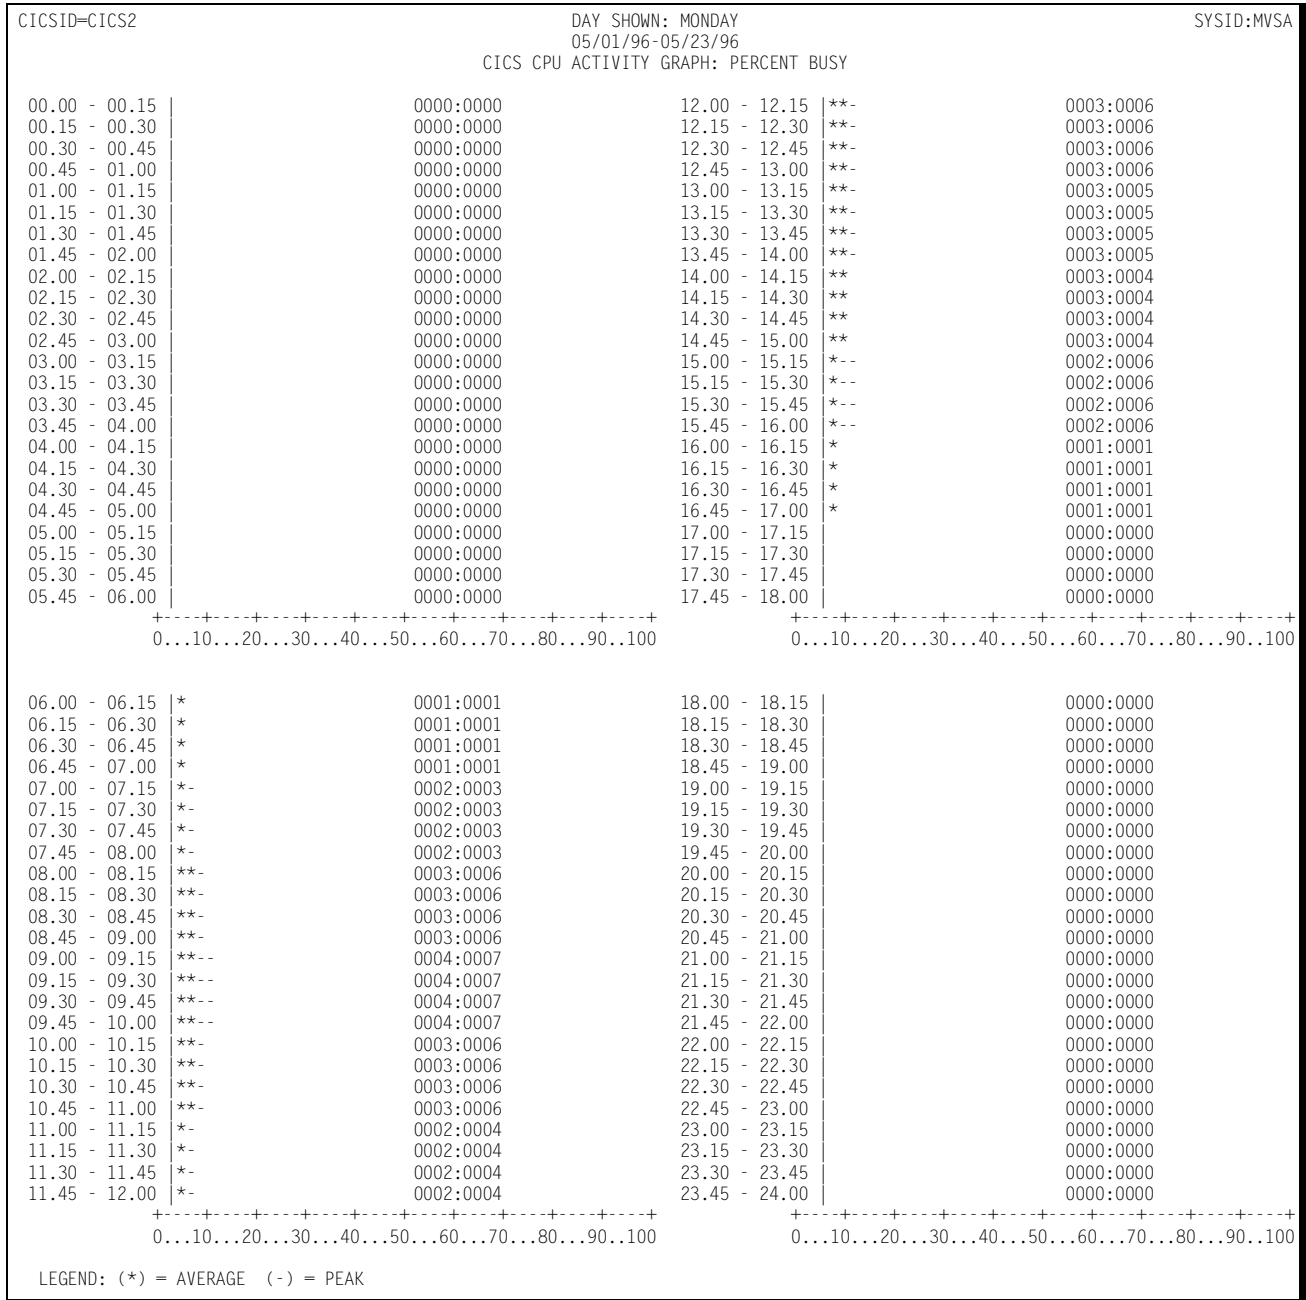 CICSID=CICS2 DAY SHOWN: MONDAY SYSID:MVSA
05/01/96-05/23/96
CICS CPU ACTIVITY GRAPH: PERCENT BUSY
00.00 - 00.15 | 0000:0000 12.00 - 12.15 |**- 0003:0006
00.15 - 00.30 | 0000:0000 12.15 - 12.30 |**- 0003:0006
00.30 - 00.45 | 0000:0000 12.30 - 12.45 |**- 0003:0006
00.45 - 01.00 | 0000:0000 12.45 - 13.00 |**- 0003:0006
01.00 - 01.15 | 0000:0000 13.00 - 13.15 |**- 0003:0005
01.15 - 01.30 | 0000:0000 13.15 - 13.30 |**- 0003:0005
01.30 - 01.45 | 0000:0000 13.30 - 13.45 |**- 0003:0005
01.45 - 02.00 | 0000:0000 13.45 - 14.00 |**- 0003:0005
02.00 - 02.15 | 0000:0000 14.00 - 14.15 |** 0003:0004
02.15 - 02.30 | 0000:0000 14.15 - 14.30 |** 0003:0004
02.30 - 02.45 | 0000:0000 14.30 - 14.45 |** 0003:0004
02.45 - 03.00 | 0000:0000 14.45 - 15.00 |** 0003:0004
03.00 - 03.15 | 0000:0000 15.00 - 15.15 |*-- 0002:0006
03.15 - 03.30 | 0000:0000 15.15 - 15.30 |*-- 0002:0006
03.30 - 03.45 | 0000:0000 15.30 - 15.45 |*-- 0002:0006
03.45 - 04.00 | 0000:0000 15.45 - 16.00 |*-- 0002:0006
04.00 - 04.15 | 0000:0000 16.00 - 16.15 |* 0001:0001
04.15 - 04.30 | 0000:0000 16.15 - 16.30 |* 0001:0001
04.30 - 04.45 | 0000:0000 16.30 - 16.45 |* 0001:0001
04.45 - 05.00 | 0000:0000 16.45 - 17.00 |* 0001:0001
05.00 - 05.15 | 0000:0000 17.00 - 17.15 | 0000:0000
05.15 - 05.30 | 0000:0000 17.15 - 17.30 | 0000:0000
05.30 - 05.45 | 0000:0000 17.30 - 17.45 | 0000:0000
05.45 - 06.00 | 0000:0000 17.45 - 18.00 | 0000:0000
+----+----+----+----+----+----+----+----+----+----+ +----+----+----+----+----+----+----+----+----+----+
0...10...20...30...40...50...60...70...80...90..100 0...10...20...30...40...50...60...70...80...90..100
06.00 - 06.15 |* 0001:0001 18.00 - 18.15 | 0000:0000
06.15 - 06.30 |* 0001:0001 18.15 - 18.30 | 0000:0000
06.30 - 06.45 |* 0001:0001 18.30 - 18.45 | 0000:0000
06.45 - 07.00 |* 0001:0001 18.45 - 19.00 | 0000:0000
07.00 - 07.15 |*- 0002:0003 19.00 - 19.15 | 0000:0000
07.15 - 07.30 |*- 0002:0003 19.15 - 19.30 | 0000:0000
07.30 - 07.45 |*- 0002:0003 19.30 - 19.45 | 0000:0000
07.45 - 08.00 |*- 0002:0003 19.45 - 20.00 | 0000:0000
08.00 - 08.15 |**- 0003:0006 20.00 - 20.15 | 0000:0000
08.15 - 08.30 |**- 0003:0006 20.15 - 20.30 | 0000:0000
08.30 - 08.45 |**- 0003:0006 20.30 - 20.45 | 0000:0000
08.45 - 09.00 |**- 0003:0006 20.45 - 21.00 | 0000:0000
09.00 - 09.15 |**-- 0004:0007 21.00 - 21.15 | 0000:0000
09.15 - 09.30 |**-- 0004:0007 21.15 - 21.30 | 0000:0000
09.30 - 09.45 |**-- 0004:0007 21.30 - 21.45 | 0000:0000
09.45 - 10.00 |**-- 0004:0007 21.45 - 22.00 | 0000:0000
10.00 - 10.15 |**- 0003:0006 22.00 - 22.15 | 0000:0000
10.15 - 10.30 |**- 0003:0006 22.15 - 22.30 | 0000:0000
10.30 - 10.45 |**- 0003:0006 22.30 - 22.45 | 0000:0000
10.45 - 11.00 |**- 0003:0006 22.45 - 23.00 | 0000:0000
11.00 - 11.15 |*- 0002:0004 23.00 - 23.15 | 0000:0000
11.15 - 11.30 |*- 0002:0004 23.15 - 23.30 | 0000:0000
11.30 - 11.45 |*- 0002:0004 23.30 - 23.45 | 0000:0000
11.45 - 12.00 |*- 0002:0004 23.45 - 24.00 | 0000:0000
+----+----+----+----+----+----+----+----+----+----+ +----+----+----+----+----+----+----+----+----+----+
0...10...20...30...40...50...60...70...80...90..100 0...10...20...30...40...50...60...70...80...90..100
LEGEND: (*) = AVERAGE (-) = PEAK